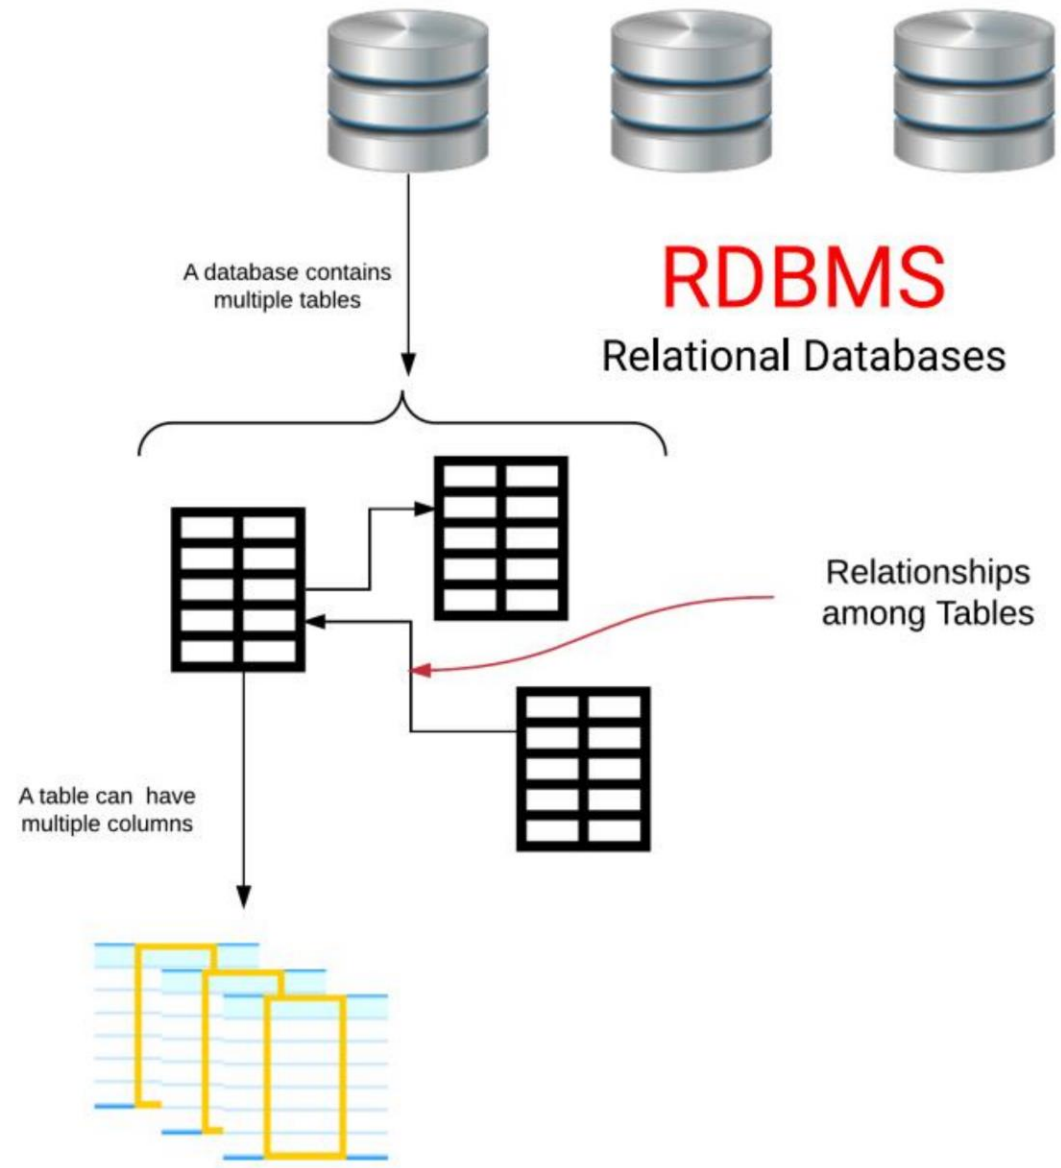 A database contains
multiple tables
RDBMS
Relational Databases
Relationships
among Tables
A table can have
multiple columns